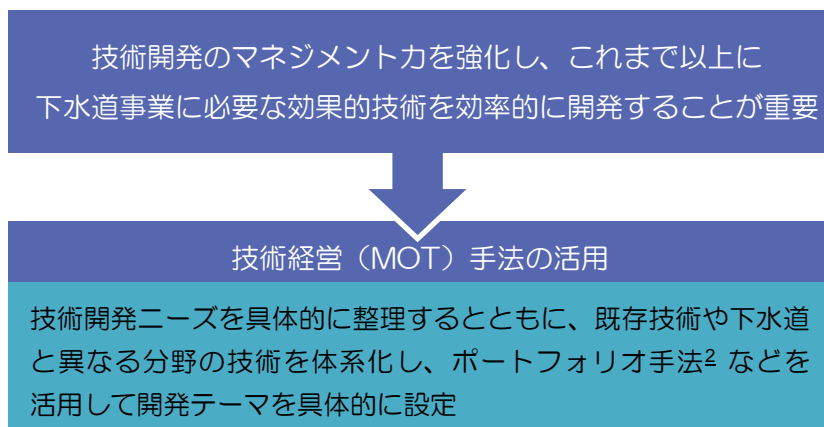 技術開発のマネジメント力を強化し、これまで以上に
下水道事業に必要な効果的技術を効率的に開発することが重要
技術経営（MOT）手法の活用
技術開発ニーズを具体的に整理するとともに、既存技術や下水道
と異なる分野の技術を体系化し、ポートフォリオ手法2 などを
活用して開発テーマを具体的に設定